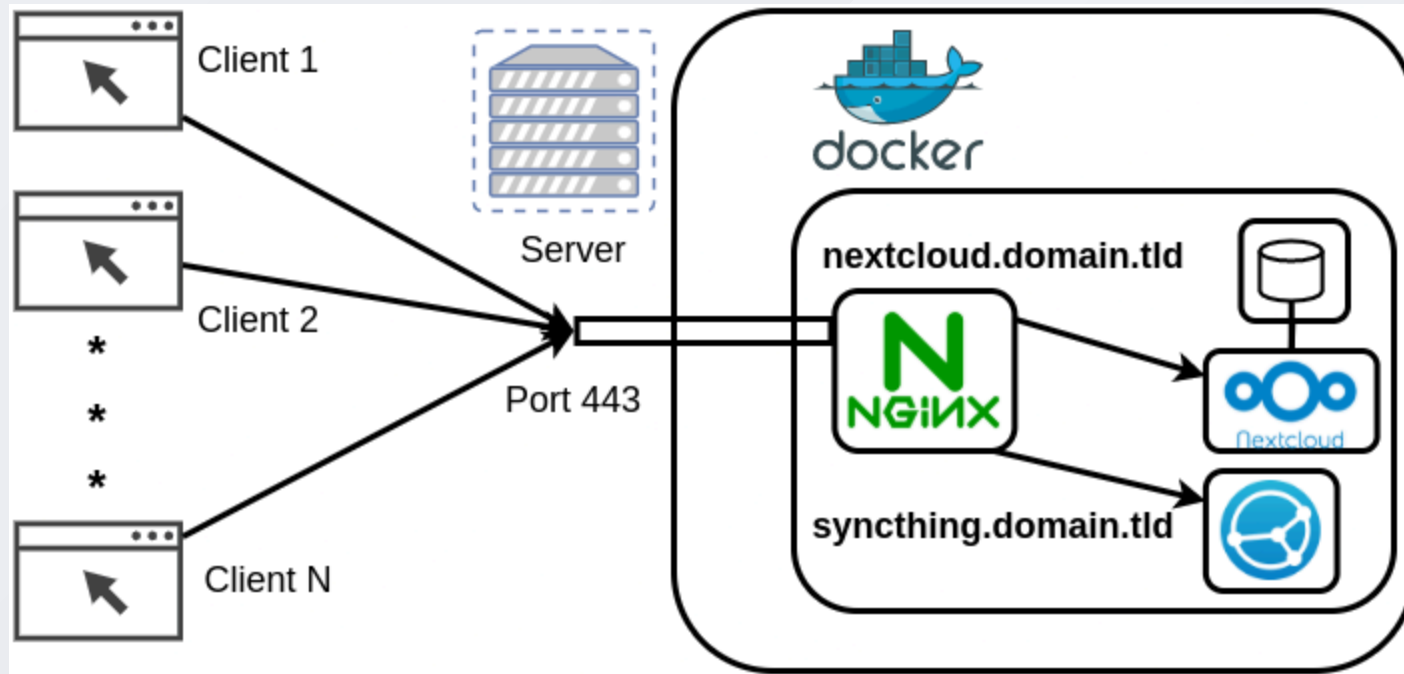 Client 1
Server
docker
nextcloud.domain.tld
Client 2
*
*
*
Port 443
NGiNX
Nextcloud
syncthing.domain.tld
Client N